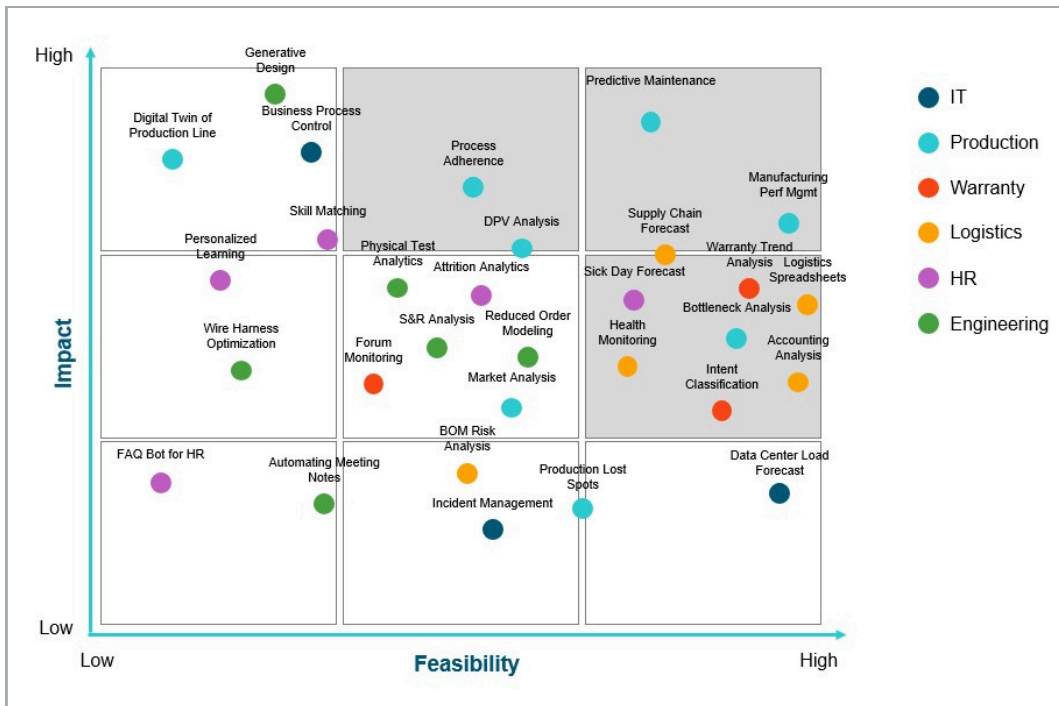 High
Generative
Design
Predictive Maintenance
Digital Twin of
Production Line
Business Process
Control
Process
Adherence
Manufacturing
Perf Mgmt
Skill Matching
DPV Analysis
Supply Chain
Forecast
Personalized
Learning
Physical Test
Analytics
Attrition Analytics
Sick Day Forecast
Warranty Trend
Analysis
Logistics
Spreadsheets
Wire Harness
Optimization
Forum
Monitoring
S&R Analysis
Reduced Order
Modeling
Health
Monitoring
Bottleneck Analysis
Accounting
Analysis
Market Analysis
Intent
Classification
FAQ Bot for HR
Automating Meeting
Notes
BOM Risk
Analysis
Incident Management
Production Lost
Spots
Data Center Load
Forecast
Impact
Low
Low
Feasibility
High
IT
Production
Warranty
Logistics
HR
Engineering